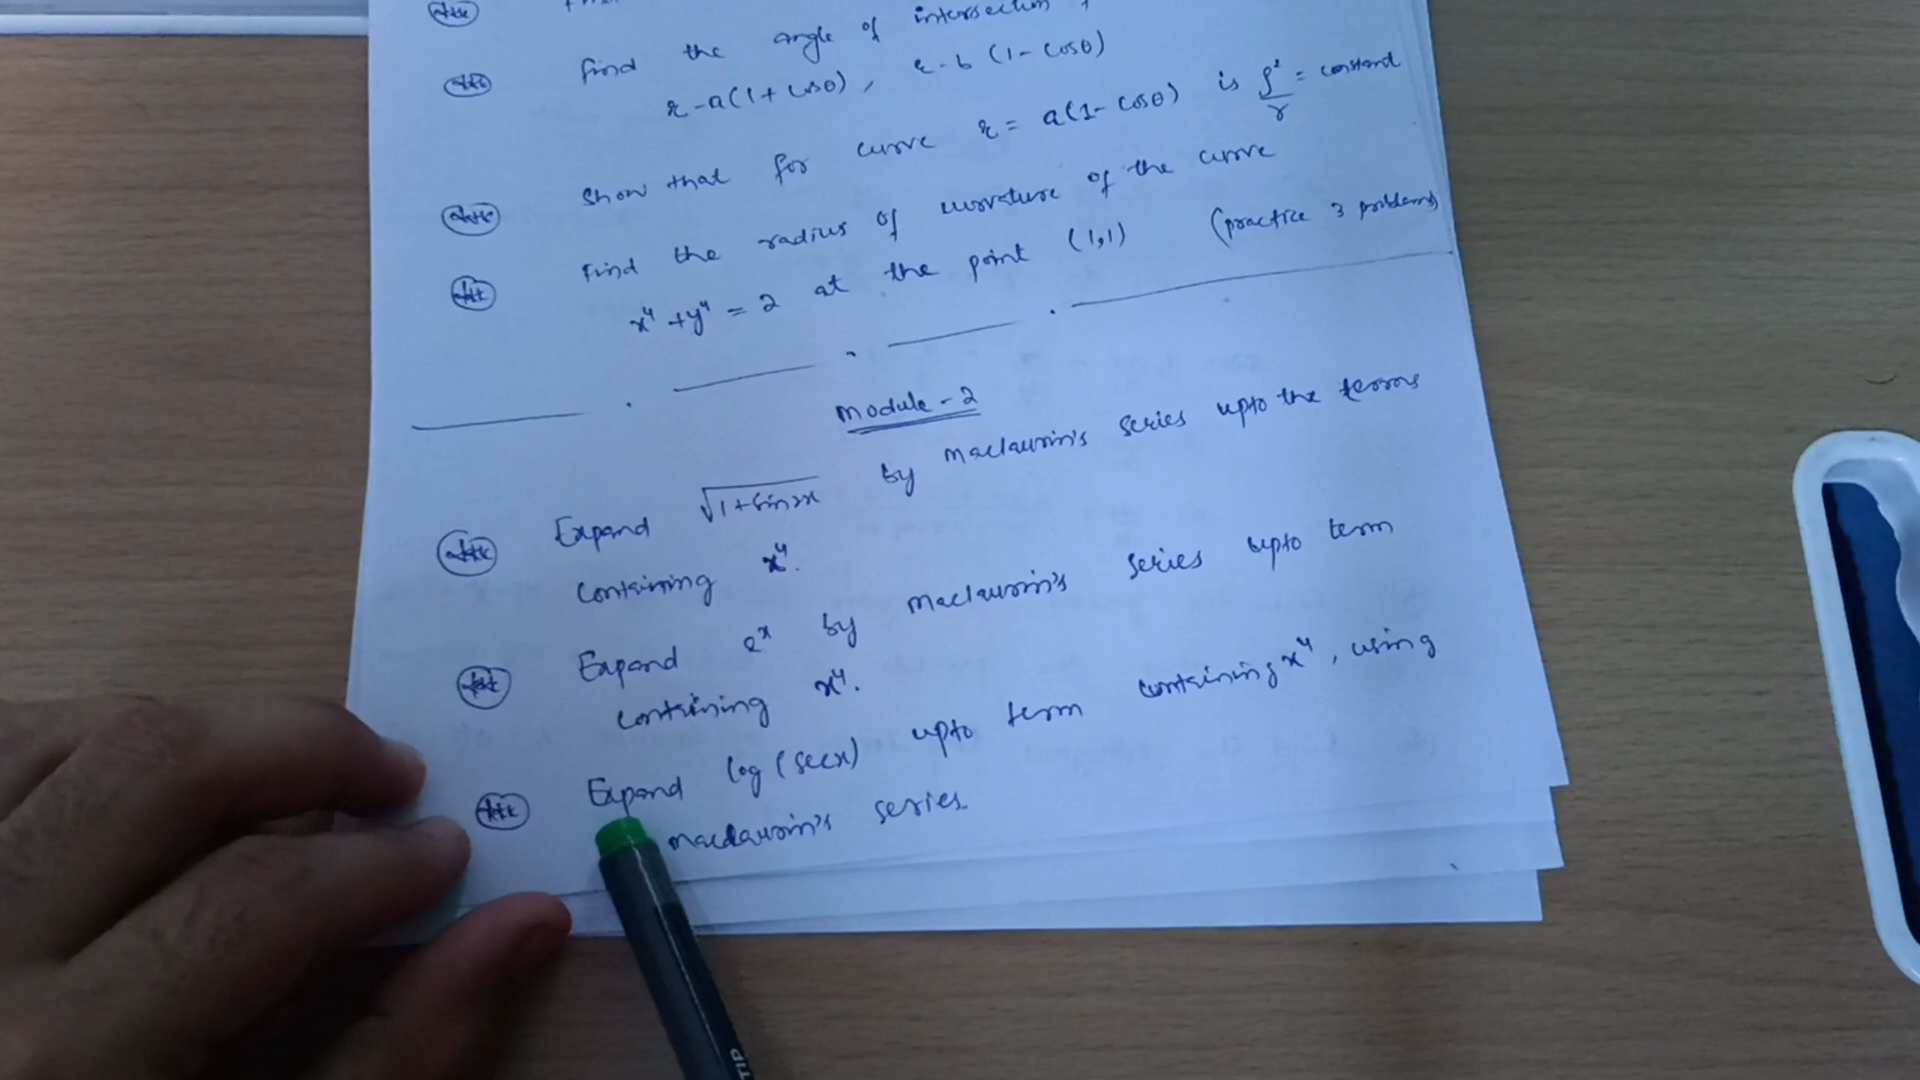 find the angle of intersection
r = a(1 + cosθ), r = b (1 - cosθ)
Show that for curve r = a(1 - cosθ) is ρ²/r = constant
Find the radius of curvature of the curve
x⁴ + y⁴ = 2 at the point (1,1) (practice 3 problems)
Module - 2
Expand √1+sin2x by maclaurin's series upto the terms
containing x⁴.
Expand eˣ by maclaurin's series upto term
containing x⁴.
Expand log (secx) upto term containing x⁴, using
maclaurin's series.
TIP